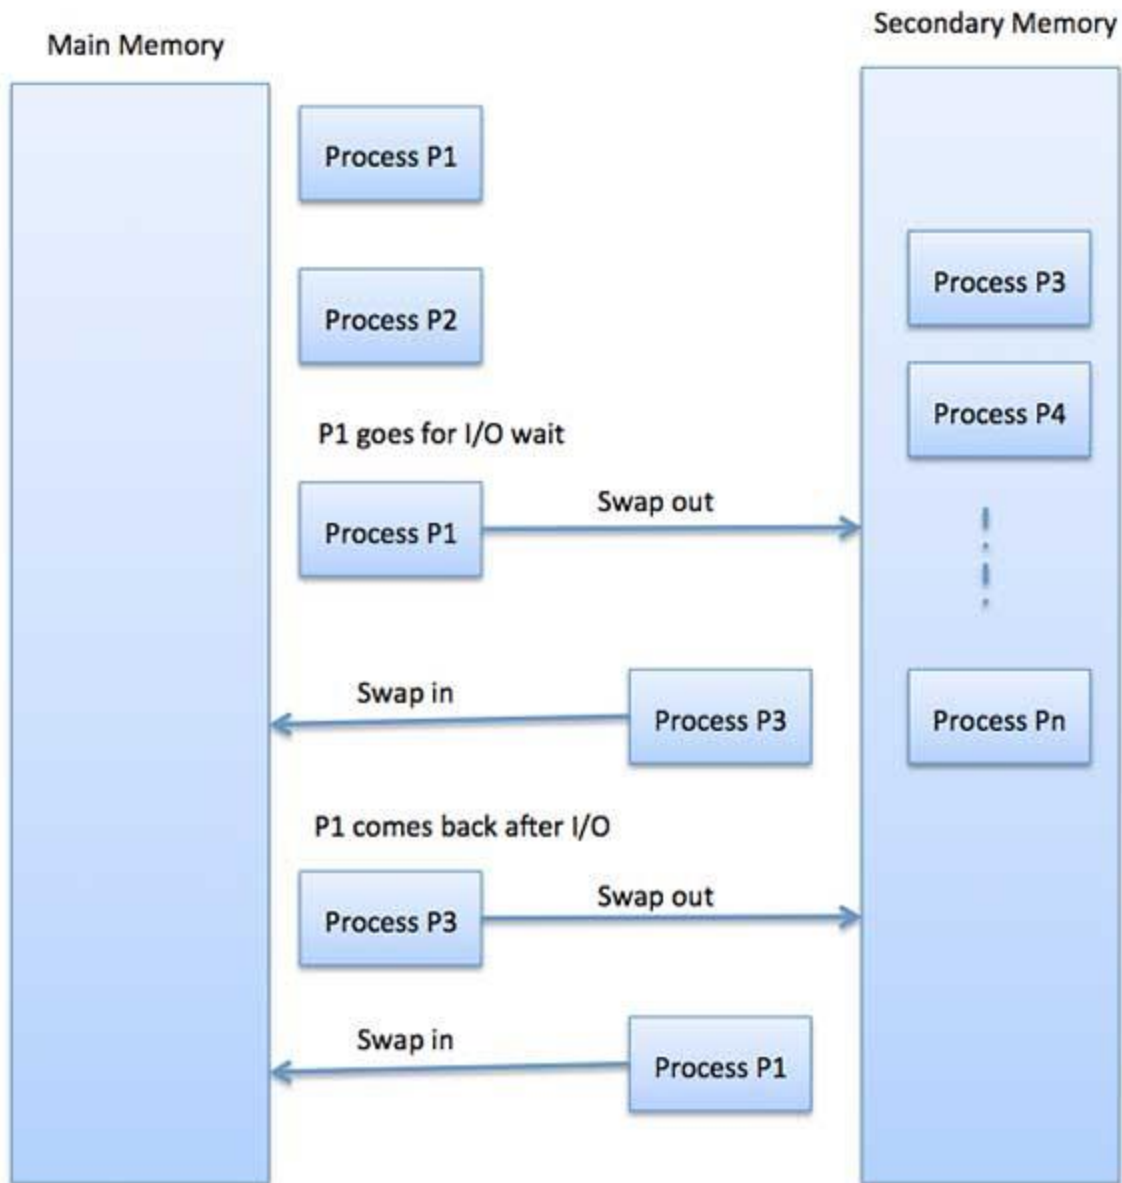 Main Memory
Secondary Memory
Process P1
Process P2
Process P3
Process P4
P1 goes for I/O wait
Process P1
Swap out
Swap in
Process P3
Process Pn
P1 comes back after I/O
Process P3
Swap out
Swap in
Process P1